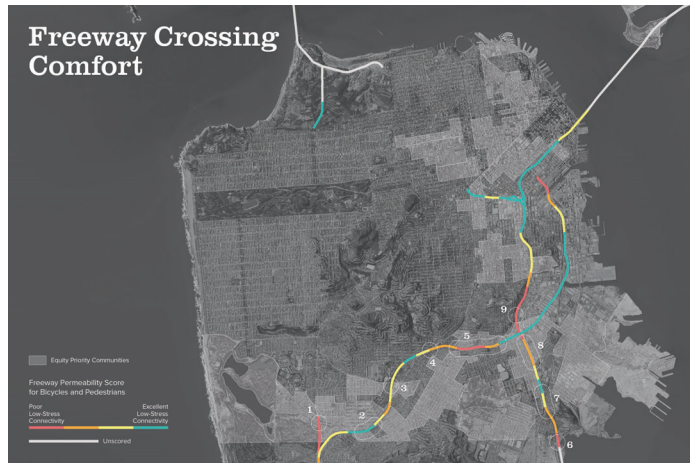 Freeway Crossing
Comfort
9
5
8
4
3
7
1
2
6
Equity Priority Communities
Freeway Permeability Score
for Bicycles and Pedestrians
Poor
Low-Stress
Connectivity
Excellent
Low-Stress
Connectivity
Unscored